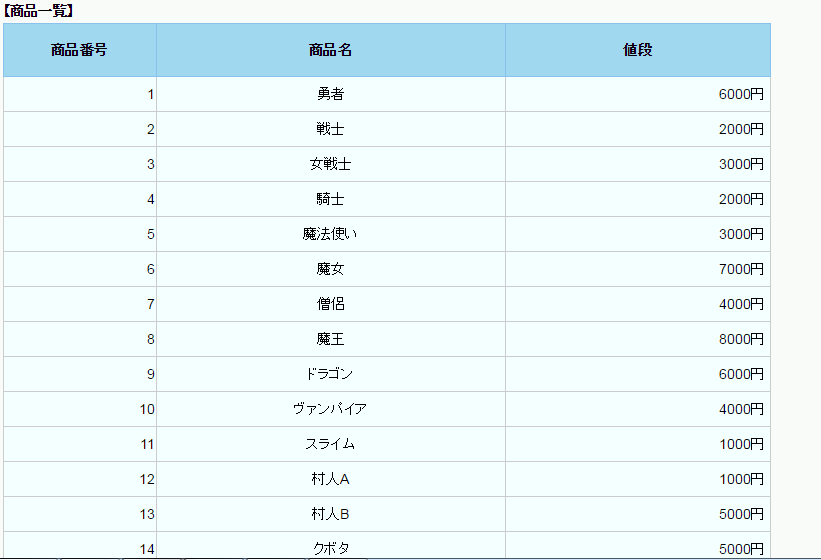 【商品一覧】
商品番号 商品名 値段
1 勇者 6000円
2 戦士 2000円
3 女戦士 3000円
4 騎士 2000円
5 魔法使い 3000円
6 魔女 7000円
7 僧侶 4000円
8 魔王 8000円
9 ドラゴン 6000円
10 ヴァンパイア 4000円
11 スライム 1000円
12 村人A 1000円
13 村人B 5000円
14 クボタ 5000円